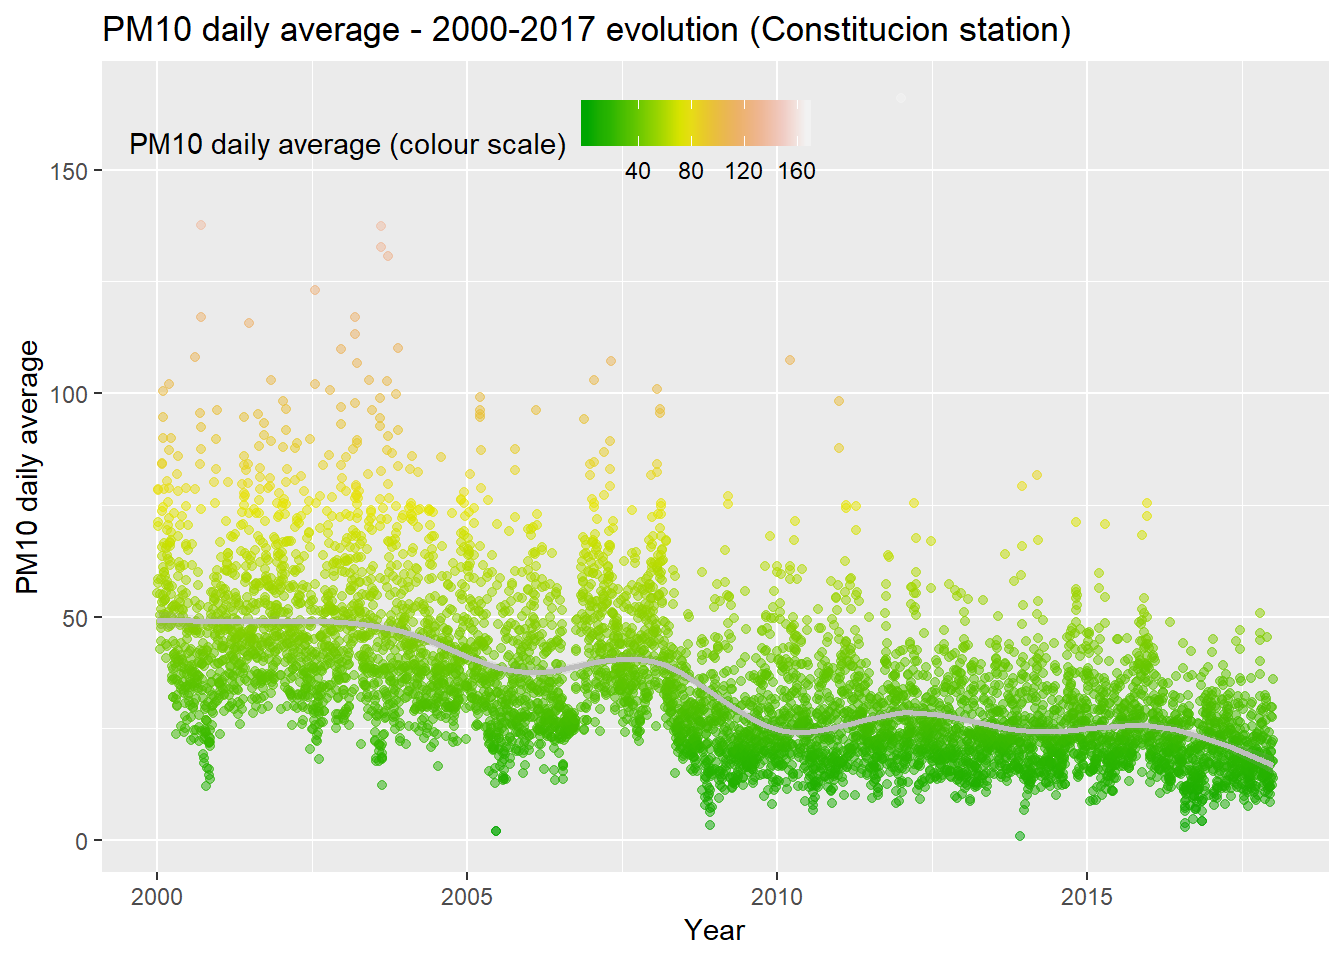 PM10 daily average - 2000-2017 evolution (Constitucion station)
PM10 daily average (colour scale)
40 80 120 160
PM10 daily average
150
100
50
0
2000 2005 2010 2015
Year